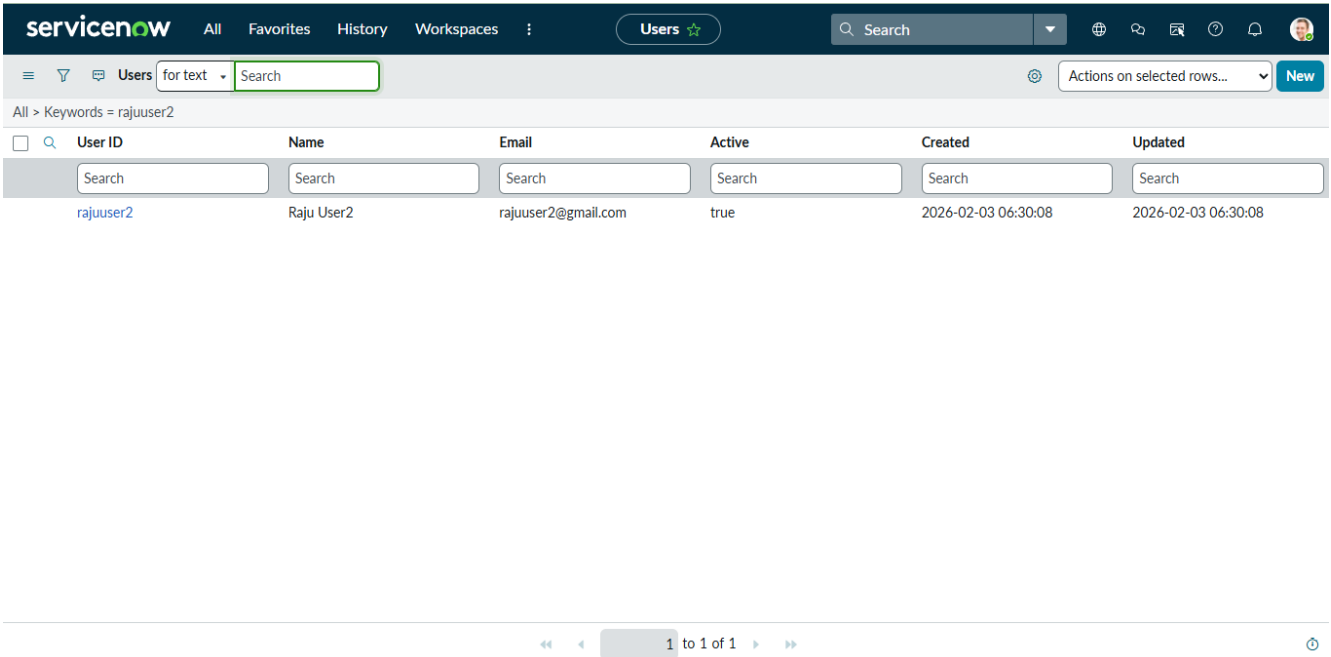 servicenow All Favorites History Workspaces Users Search
Users for text Search Actions on selected rows... New
All > Keywords = rajuuser2
User ID Name Email Active Created Updated
Search Search Search Search Search Search
rajuuser2 Raju User2 rajuuser2@gmail.com true 2026-02-03 06:30:08 2026-02-03 06:30:08
1 to 1 of 1